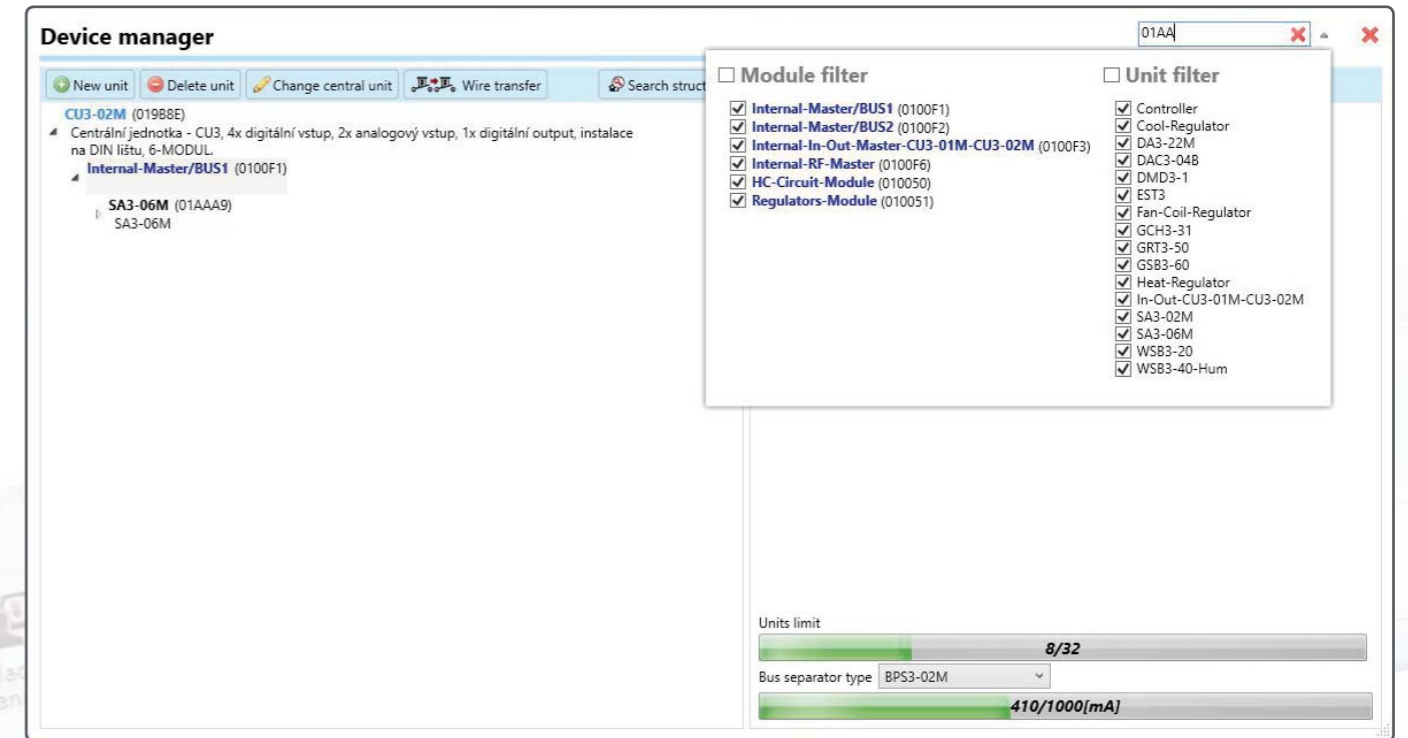 Device manager
01AA
New unit
Delete unit
Change central unit
Wire transfer
Search struct
CU3-02M (019B8E)
Centrální jednotka - CU3, 4x digitální vstup, 2x analogový vstup, 1x digitální output, instalace
na DIN lištu, 6-MODUL.
Internal-Master/BUS1 (0100F1)
SA3-06M (01AAA9)
SA3-06M
Module filter
Internal-Master/BUS1 (0100F1)
Internal-Master/BUS2 (0100F2)
Internal-In-Out-Master-CU3-01M-CU3-02M (0100F3)
Internal-RF-Master (0100F6)
HC-Circuit-Module (010050)
Regulators-Module (010051)
Unit filter
Controller
Cool-Regulator
DA3-22M
DAC3-04B
DMD3-1
EST3
Fan-Coil-Regulator
GCH3-31
GRT3-50
GSB3-60
Heat-Regulator
In-Out-CU3-01M-CU3-02M
SA3-02M
SA3-06M
WSB3-20
WSB3-40-Hum
Units limit
8/32
Bus separator type BPS3-02M
410/1000[mA]